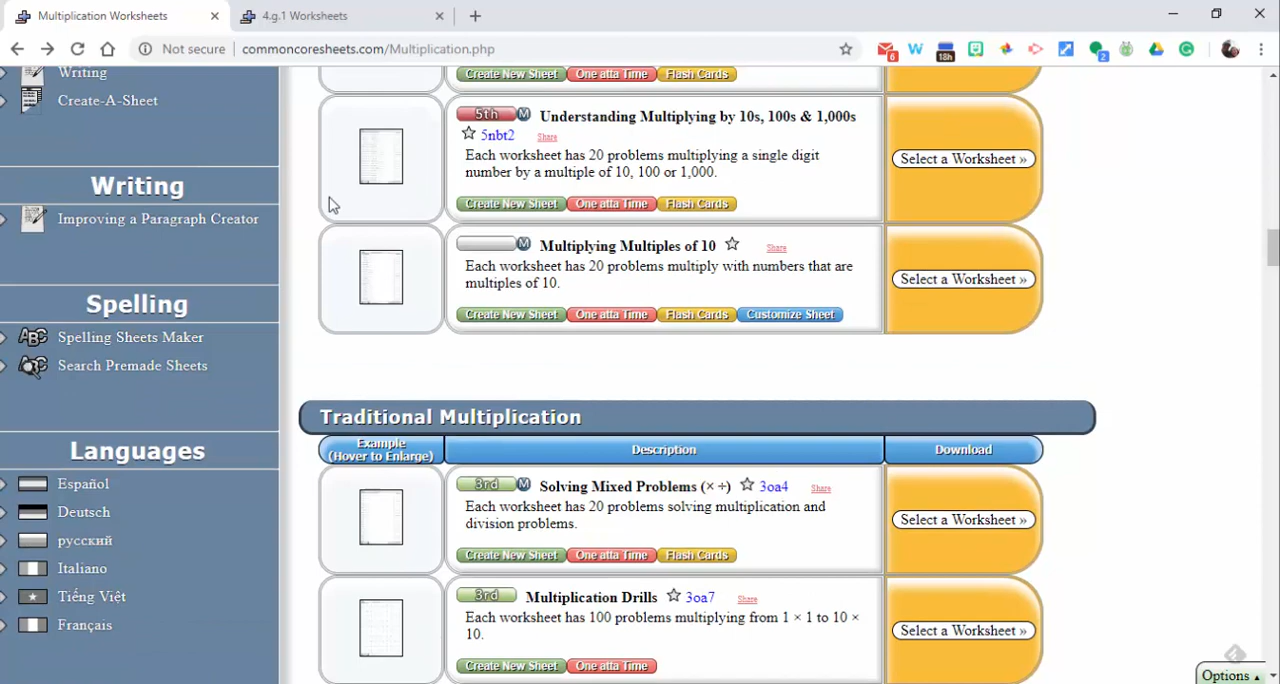 Multiplication Worksheets
4.g.1 Worksheets
Not secure
commoncoresheets.com/Multiplication.php
6
18h
2
Writing
Create-A-Sheet
Writing
Improving a Paragraph Creator
Spelling
Spelling Sheets Maker
Search Premade Sheets
Languages
Español
Deutsch
русский
Italiano
Tiếng Việt
Français
Create New Sheet One atta Time Flash Cards
5th M Understanding Multiplying by 10s, 100s & 1,000s
5nbt2 Share
Each worksheet has 20 problems multiplying a single digit
number by a multiple of 10, 100 or 1,000.
Create New Sheet One atta Time Flash Cards
Select a Worksheet »
M Multiplying Multiples of 10 Share
Each worksheet has 20 problems multiply with numbers that are
multiples of 10.
Create New Sheet One atta Time Flash Cards Customize Sheet
Select a Worksheet »
Traditional Multiplication
Example
(Hover to Enlarge)
Description
Download
3rd M Solving Mixed Problems (× ÷) 3oa4 Share
Each worksheet has 20 problems solving multiplication and
division problems.
Create New Sheet One atta Time Flash Cards
Select a Worksheet »
3rd Multiplication Drills 3oa7 Share
Each worksheet has 100 problems multiplying from 1 × 1 to 10 ×
10.
Create New Sheet One atta Time
Select a Worksheet »
Options